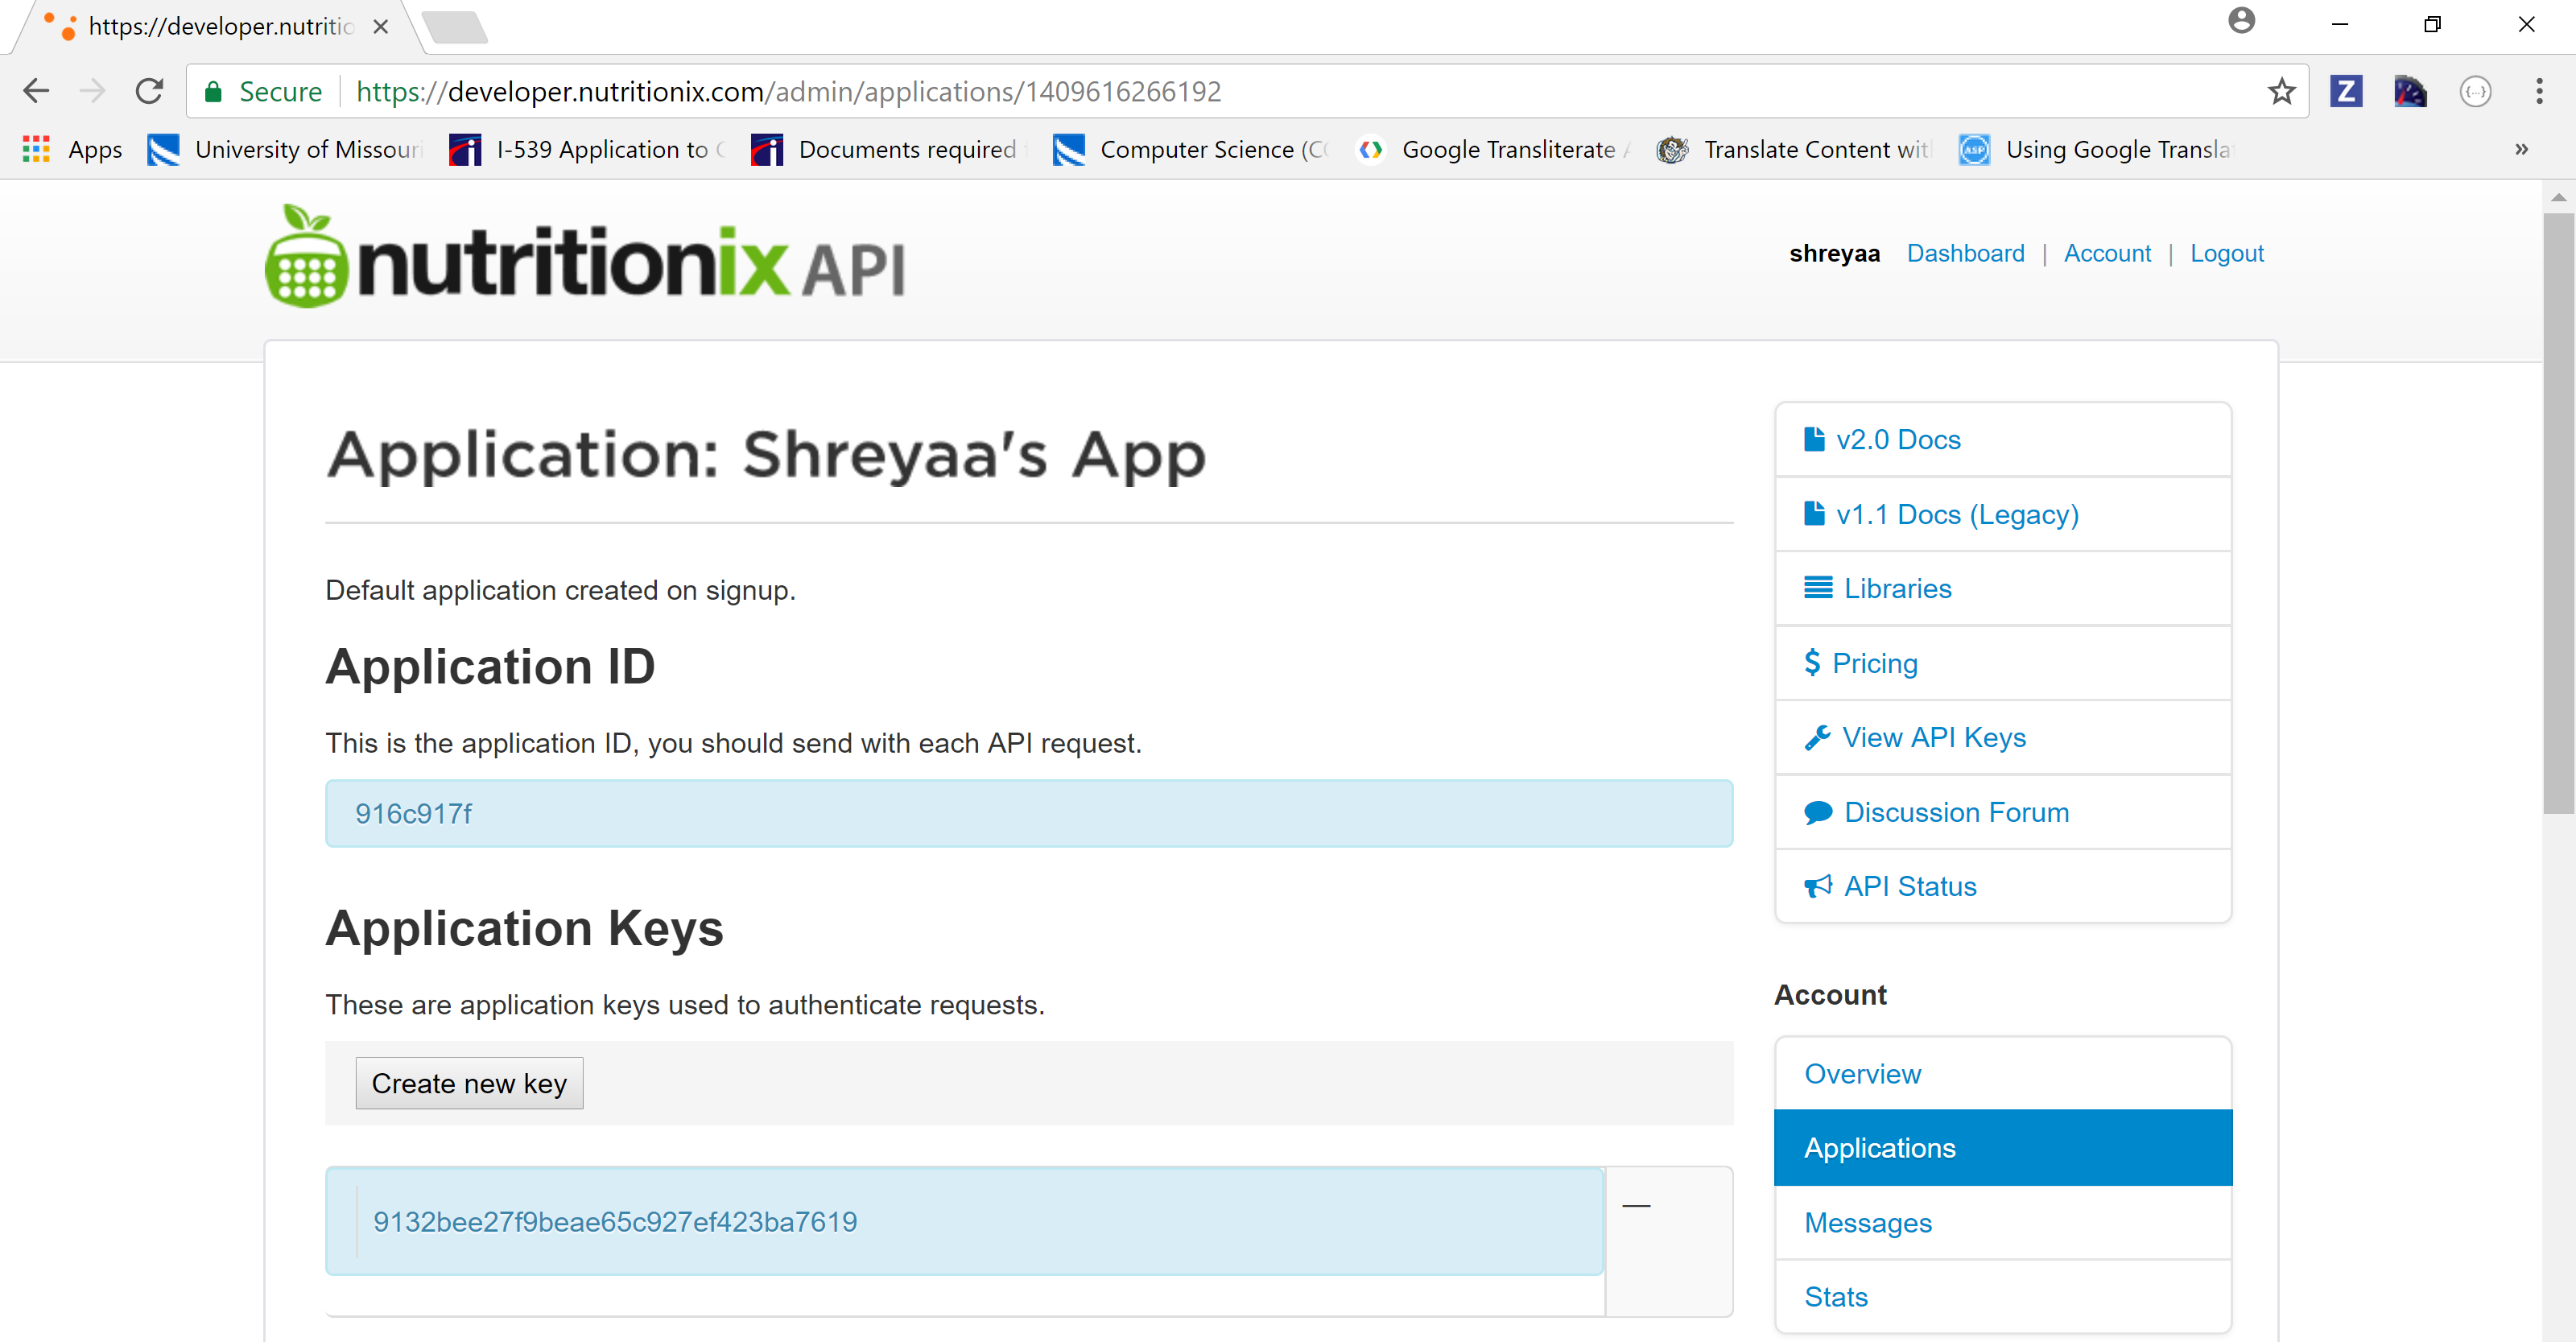 https://developer.nutritio
Secure https://developer.nutritionix.com/admin/applications/1409616266192
Apps University of Missouri I-539 Application to Documents required Computer Science (C Google Transliterate Translate Content wit Using Google Transla »
nutritionix API
shreyaa Dashboard | Account | Logout
Application: Shreyaa's App
Default application created on signup.
Application ID
This is the application ID, you should send with each API request.
916c917f
Application Keys
These are application keys used to authenticate requests.
Create new key
9132bee27f9beae65c927ef423ba7619
v2.0 Docs
v1.1 Docs (Legacy)
Libraries
$ Pricing
View API Keys
Discussion Forum
API Status
Account
Overview
Applications
Messages
Stats